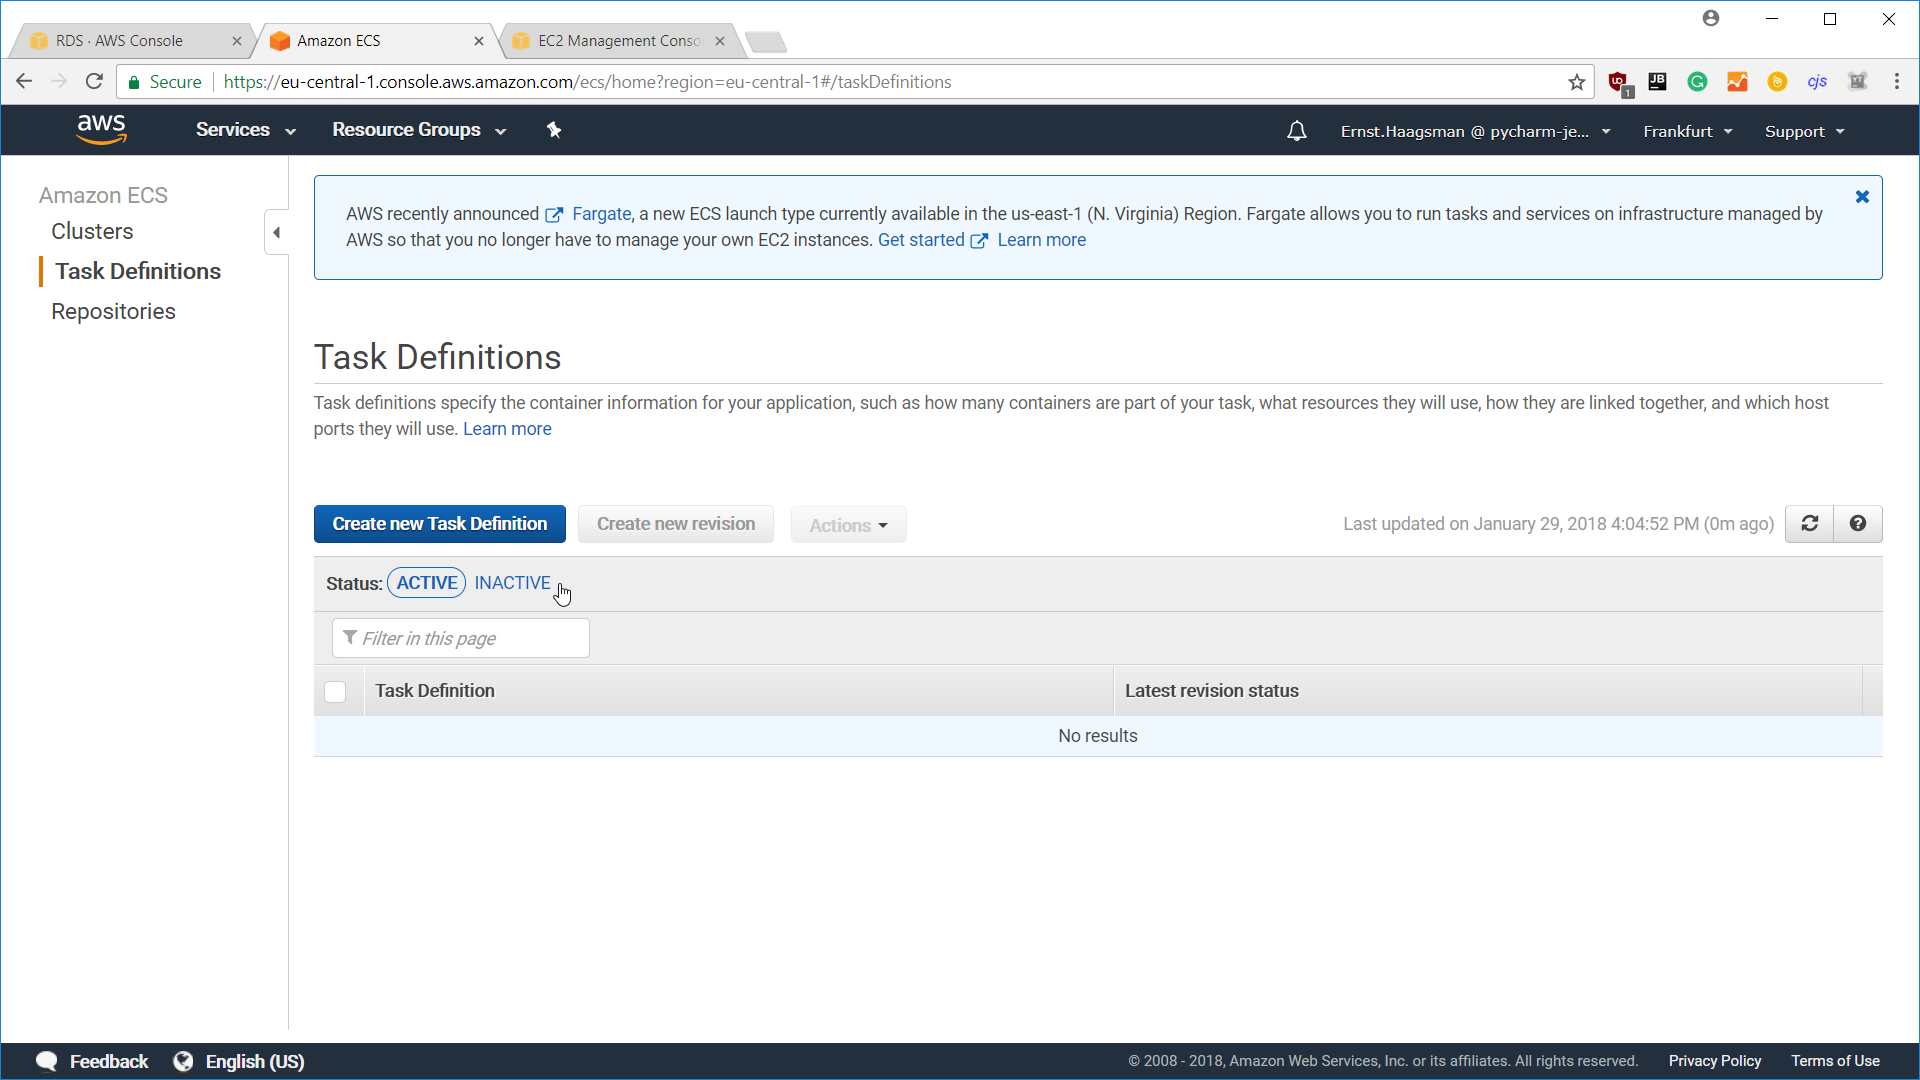 RDS · AWS Console
Amazon ECS
EC2 Management Conso
Secure https://eu-central-1.console.aws.amazon.com/ecs/home?region=eu-central-1#/taskDefinitions
1
JB
cjs
aws Services Resource Groups Ernst.Haagsman @ pycharm-je... Frankfurt Support
Amazon ECS
Clusters
Task Definitions
Repositories
AWS recently announced Fargate, a new ECS launch type currently available in the us-east-1 (N. Virginia) Region. Fargate allows you to run tasks and services on infrastructure managed by
AWS so that you no longer have to manage your own EC2 instances. Get started Learn more
Task Definitions
Task definitions specify the container information for your application, such as how many containers are part of your task, what resources they will use, how they are linked together, and which host
ports they will use. Learn more
Create new Task Definition Create new revision Actions Last updated on January 29, 2018 4:04:52 PM (0m ago)
Status: ACTIVE INACTIVE
Filter in this page
Task Definition Latest revision status
No results
Feedback English (US) © 2008 - 2018, Amazon Web Services, Inc. or its affiliates. All rights reserved. Privacy Policy Terms of Use